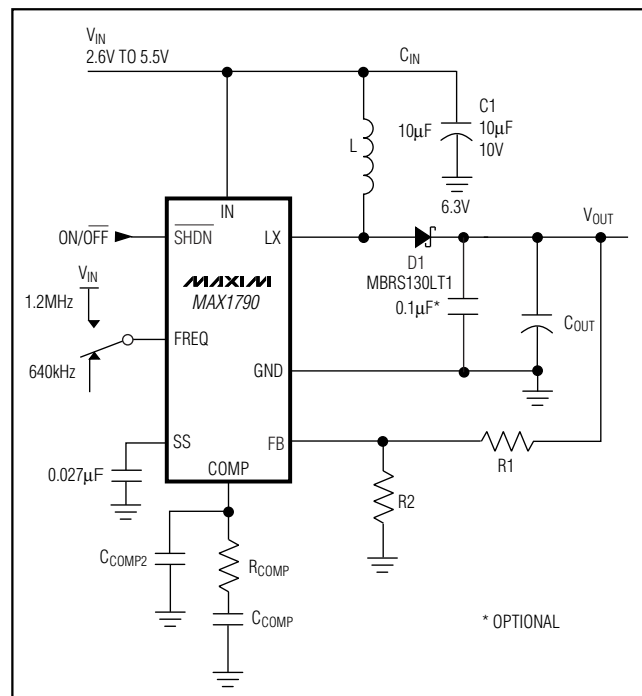 VIN
2.6V TO 5.5V
CIN
10µF
C1
10µF
10V
6.3V
L
IN
ON/OFF
SHDN
LX
VOUT
MAXIM
MAX1790
D1
MBRS130LT1
0.1µF*
COUT
VIN
1.2MHz
FREQ
640kHz
GND
SS
FB
COMP
0.027µF
R1
R2
CCOMP2
RCOMP
CCOMP
* OPTIONAL